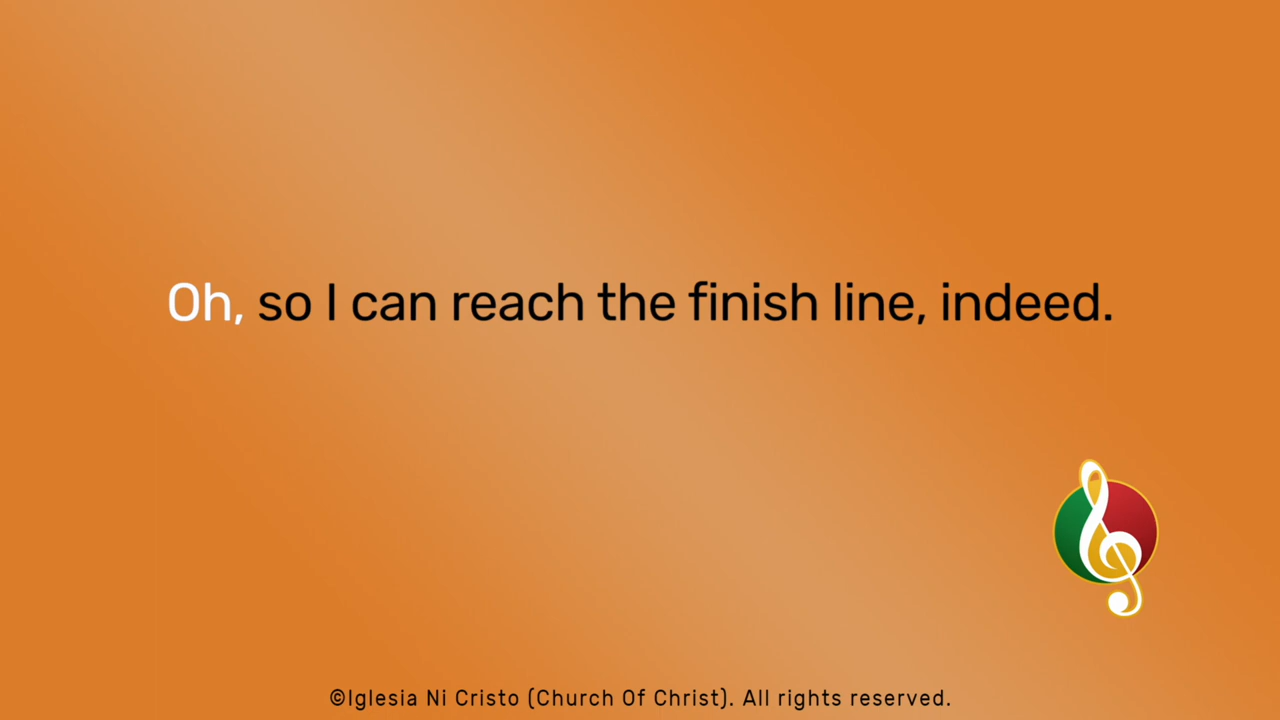 Oh, so I can reach the finish line, indeed.
©Iglesia Ni Cristo (Church Of Christ). All rights reserved.